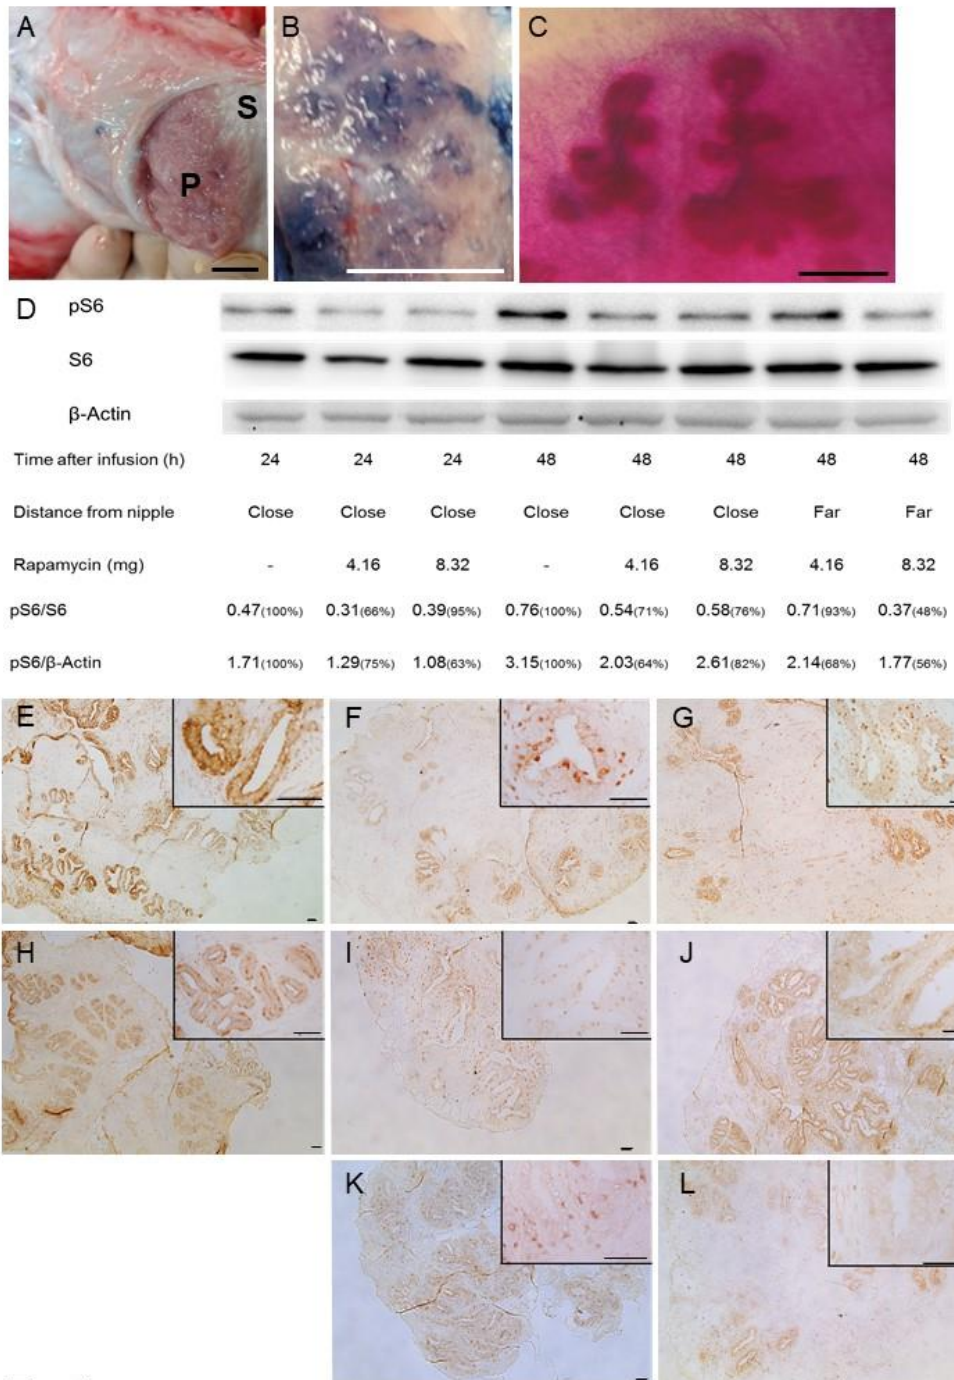 A
B
C
S
P
D
pS6
S6
β-Actin
Time after infusion (h) 24 24 24 48 48 48 48 48
Distance from nipple Close Close Close Close Close Close Far Far
Rapamycin (mg) - 4.16 8.32 - 4.16 8.32 4.16 8.32
pS6/S6 0.47(100%) 0.31(66%) 0.39(95%) 0.76(100%) 0.54(71%) 0.58(76%) 0.71(93%) 0.37(48%)
pS6/β-Actin 1.71(100%) 1.29(75%) 1.08(63%) 3.15(100%) 2.03(64%) 2.61(82%) 2.14(68%) 1.77(56%)
E
F
G
H
I
J
K
L